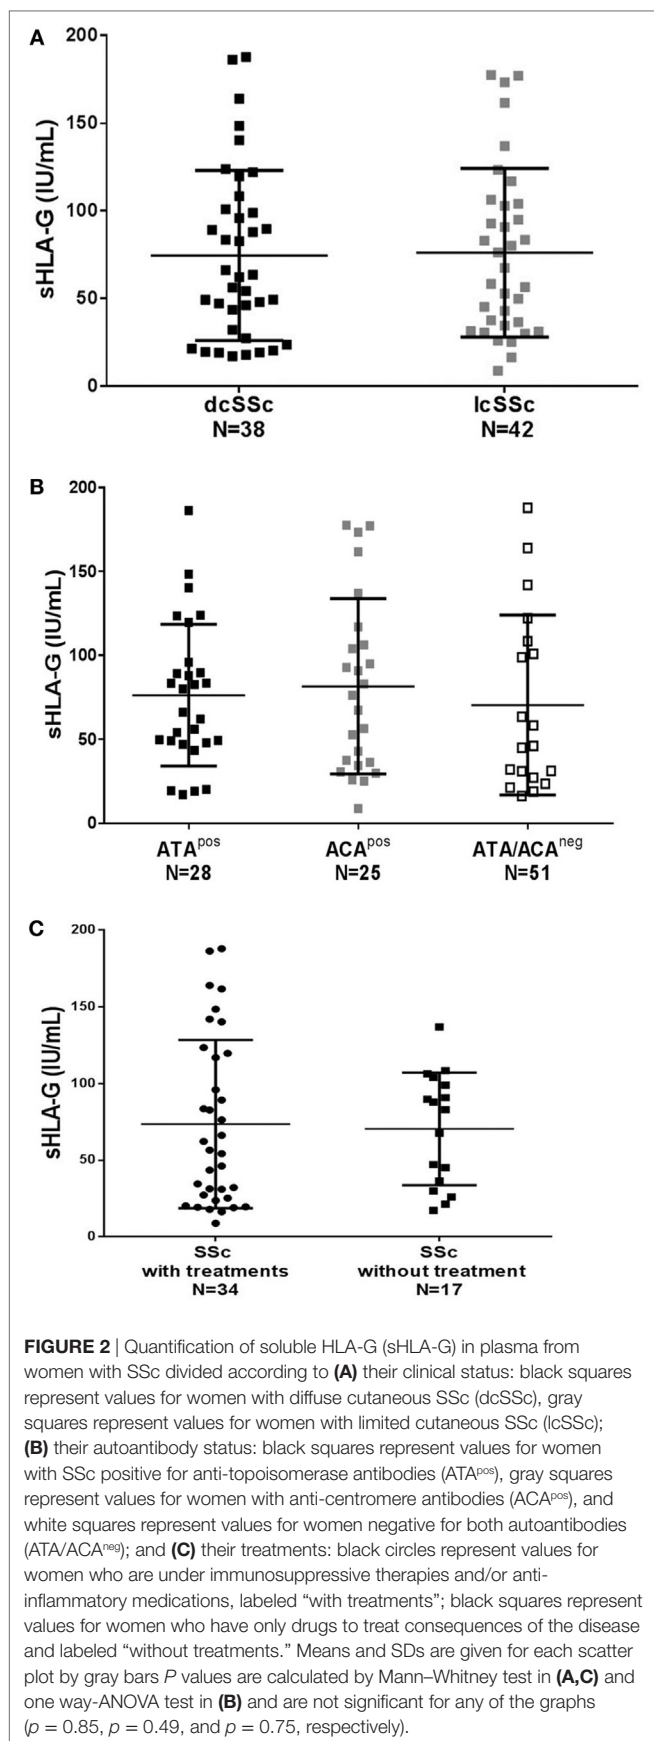 A
200
150
100
50
0
sHLA-G (IU/mL)
dcSSc
N=38
lcSSc
N=42
B
200
150
100
50
0
sHLA-G (IU/mL)
ATApos
N=28
ACApos
N=25
ATA/ACAneg
N=51
C
200
150
100
50
0
sHLA-G (IU/mL)
SSc
with treatments
N=34
SSc
without treatment
N=17
FIGURE 2 | Quantification of soluble HLA-G (sHLA-G) in plasma from
women with SSc divided according to (A) their clinical status: black squares
represent values for women with diffuse cutaneous SSc (dcSSc), gray
squares represent values for women with limited cutaneous SSc (lcSSc);
(B) their autoantibody status: black squares represent values for women
with SSc positive for anti-topoisomerase antibodies (ATApos), gray squares
represent values for women with anti-centromere antibodies (ACApos), and
white squares represent values for women negative for both autoantibodies
(ATA/ACAneg); and (C) their treatments: black circles represent values for
women who are under immunosuppressive therapies and/or anti-
inflammatory medications, labeled “with treatments”; black squares represent
values for women who have only drugs to treat consequences of the disease
and labeled “without treatments.” Means and SDs are given for each scatter
plot by gray bars P values are calculated by Mann–Whitney test in (A,C) and
one way-ANOVA test in (B) and are not significant for any of the graphs
(p = 0.85, p = 0.49, and p = 0.75, respectively).